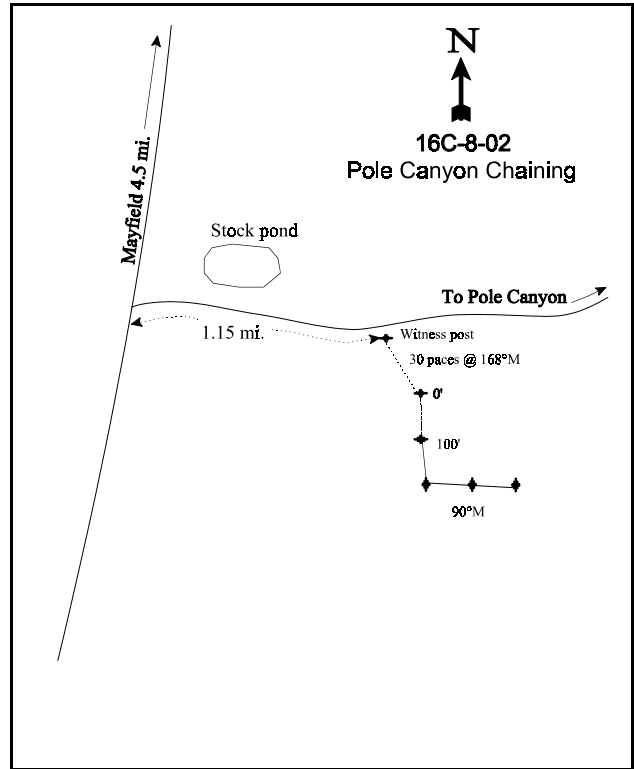 N
16C-8-02
Pole Canyon Chaining
Mayfield 4.5 mi.
Stock pond
To Pole Canyon
1.15 mi.
Witness post
30 paces @ 168°M
0'
100'
90°M